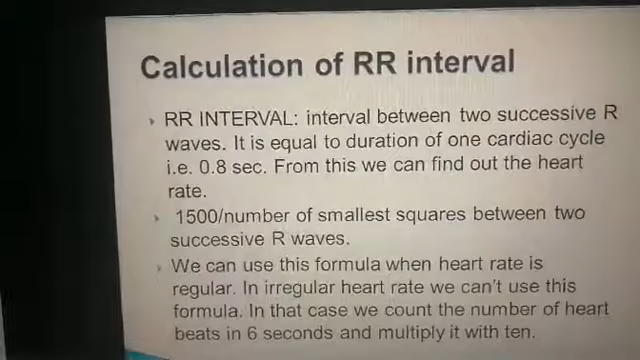 Calculation of RR interval
RR INTERVAL: interval between two successive R
waves. It is equal to duration of one cardiac cycle
i.e. 0.8 sec. From this we can find out the heart
rate.
1500/number of smallest squares between two
successive R waves.
We can use this formula when heart rate is
regular. In irregular heart rate we can't use this
formula. In that case we count the number of heart
beats in 6 seconds and multiply it with ten.